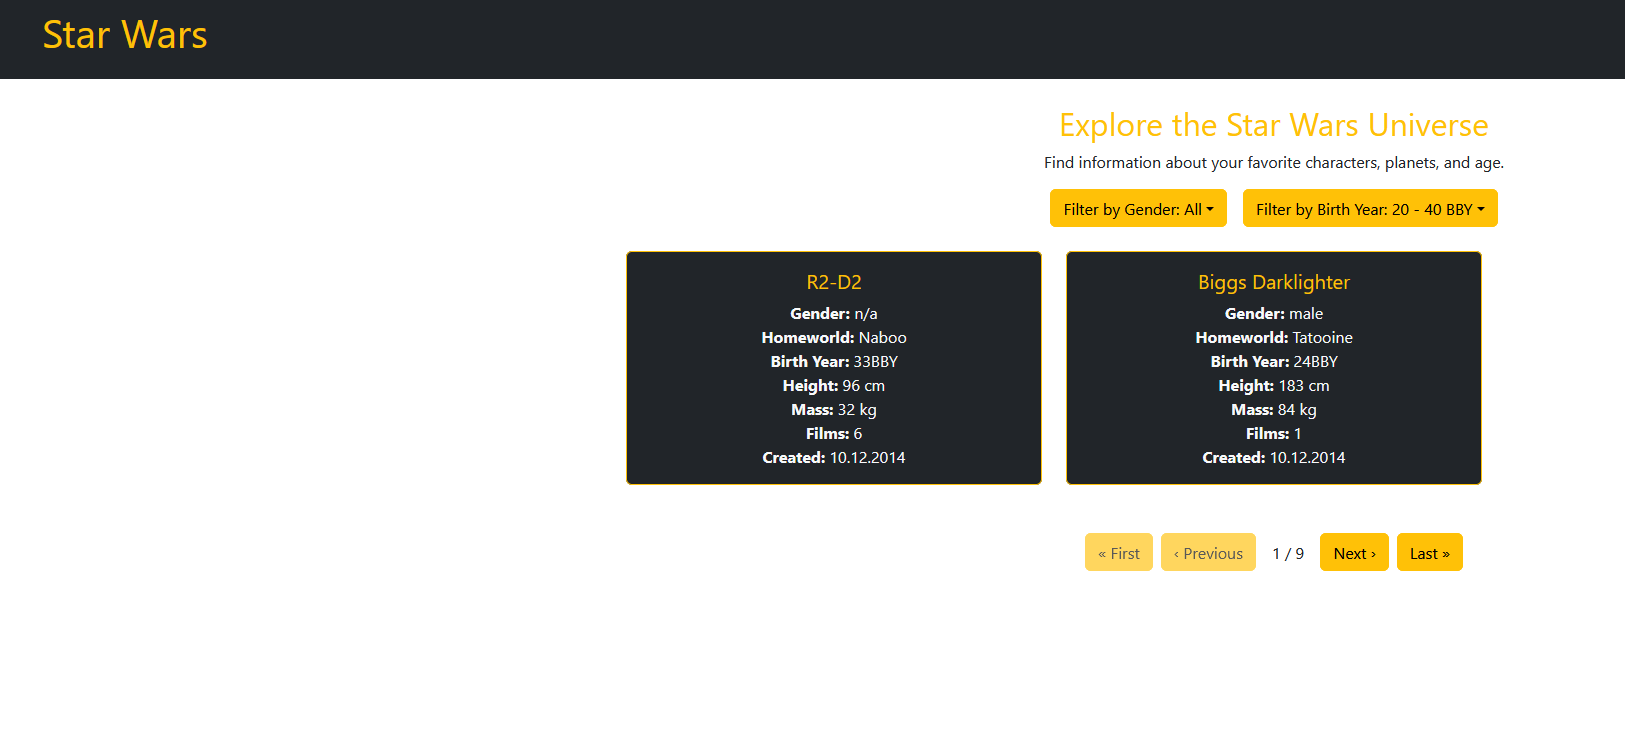 Star Wars
Explore the Star Wars Universe
Find information about your favorite characters, planets, and age.
Filter by Gender: All
Filter by Birth Year: 20 - 40 BBY
R2-D2
Gender: n/a
Homeworld: Naboo
Birth Year: 33BBY
Height: 96 cm
Mass: 32 kg
Films: 6
Created: 10.12.2014
Biggs Darklighter
Gender: male
Homeworld: Tatooine
Birth Year: 24BBY
Height: 183 cm
Mass: 84 kg
Films: 1
Created: 10.12.2014
« First ‹ Previous 1 / 9 Next › Last »